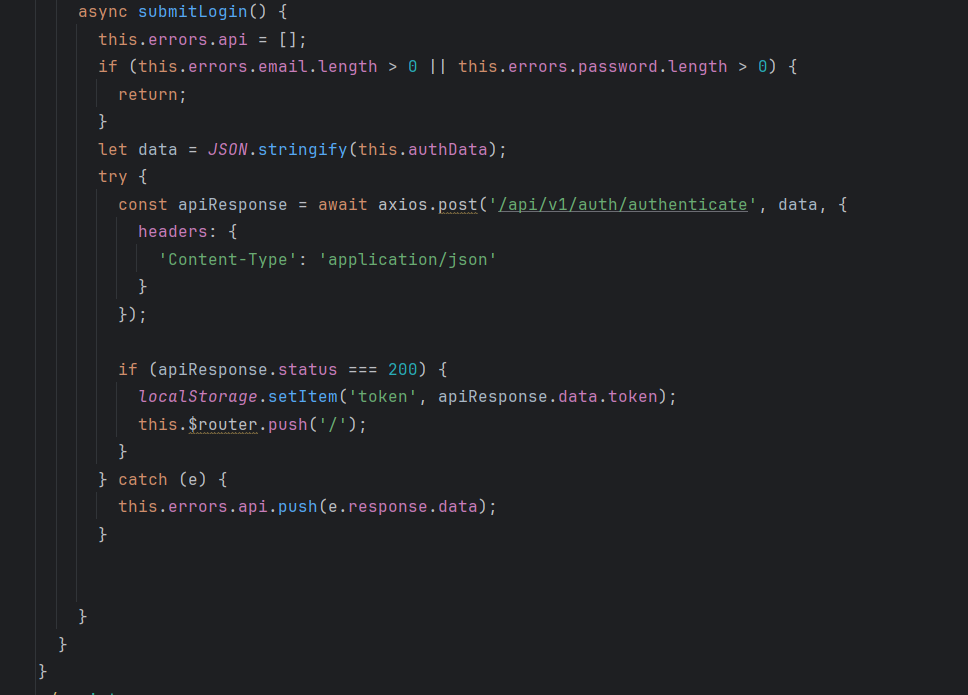 async submitLogin() {
this.errors.api = [];
if (this.errors.email.length > 0 || this.errors.password.length > 0) {
return;
}
let data = JSON.stringify(this.authData);
try {
const apiResponse = await axios.post('/api/v1/auth/authenticate', data, {
headers: {
'Content-Type': 'application/json'
}
});
if (apiResponse.status === 200) {
localStorage.setItem('token', apiResponse.data.token);
this.$router.push('/');
}
} catch (e) {
this.errors.api.push(e.response.data);
}
}
}
}